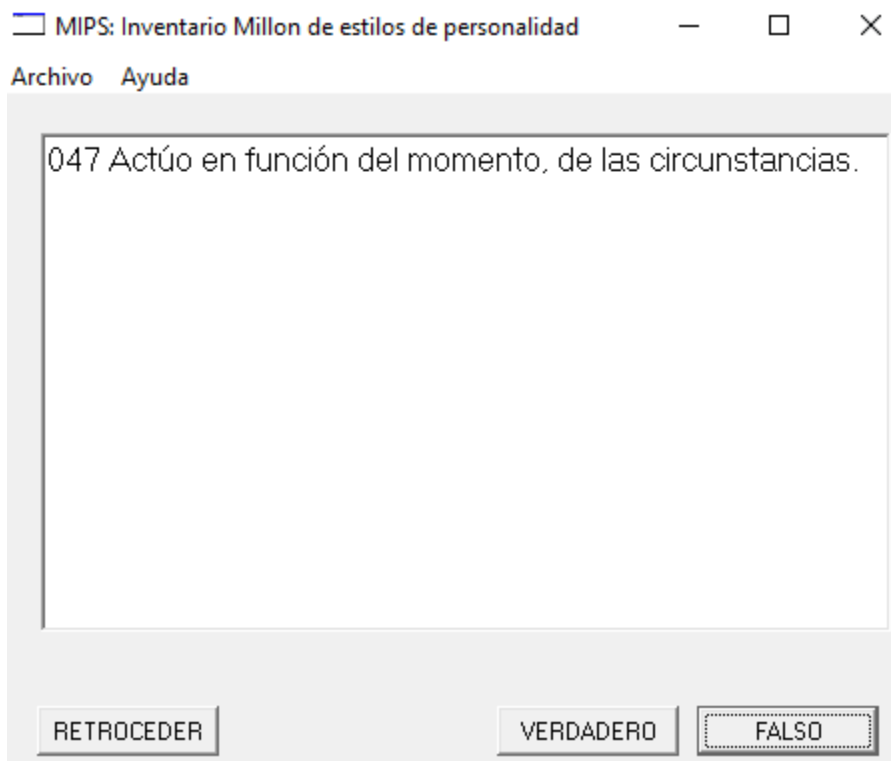 MIPS: Inventario Millon de estilos de personalidad
Archivo Ayuda
047 Actúo en función del momento, de las circunstancias.
RETROCEDER VERDADERO FALSO